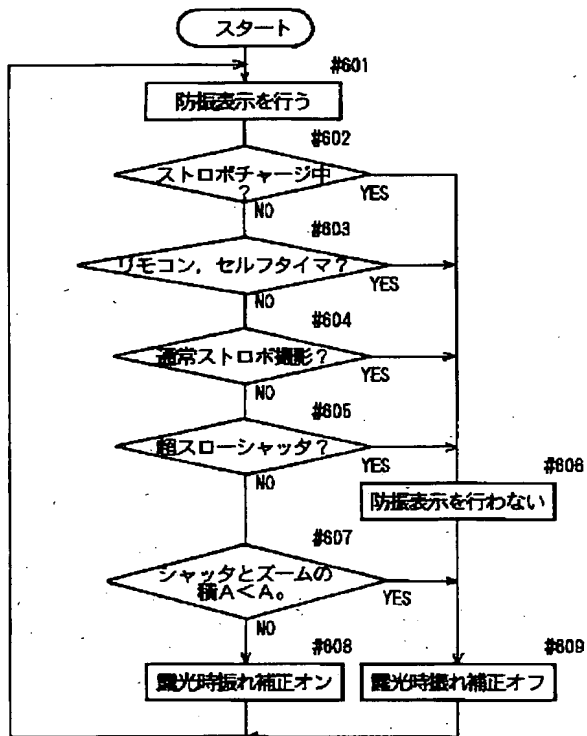 スタート
#601
防振表示を行う
#602
ストロボチャージ中
?
YES
NO
#603
リモコン，セルフタイマ?
YES
NO
#604
通常ストロボ撮影?
YES
NO
#605
超スローシャッタ?
YES
NO
#606
防振表示を行わない
#607
シャッタとズームの
積A<A。
YES
NO
#608
露光時振れ補正オン
#609
露光時振れ補正オフ